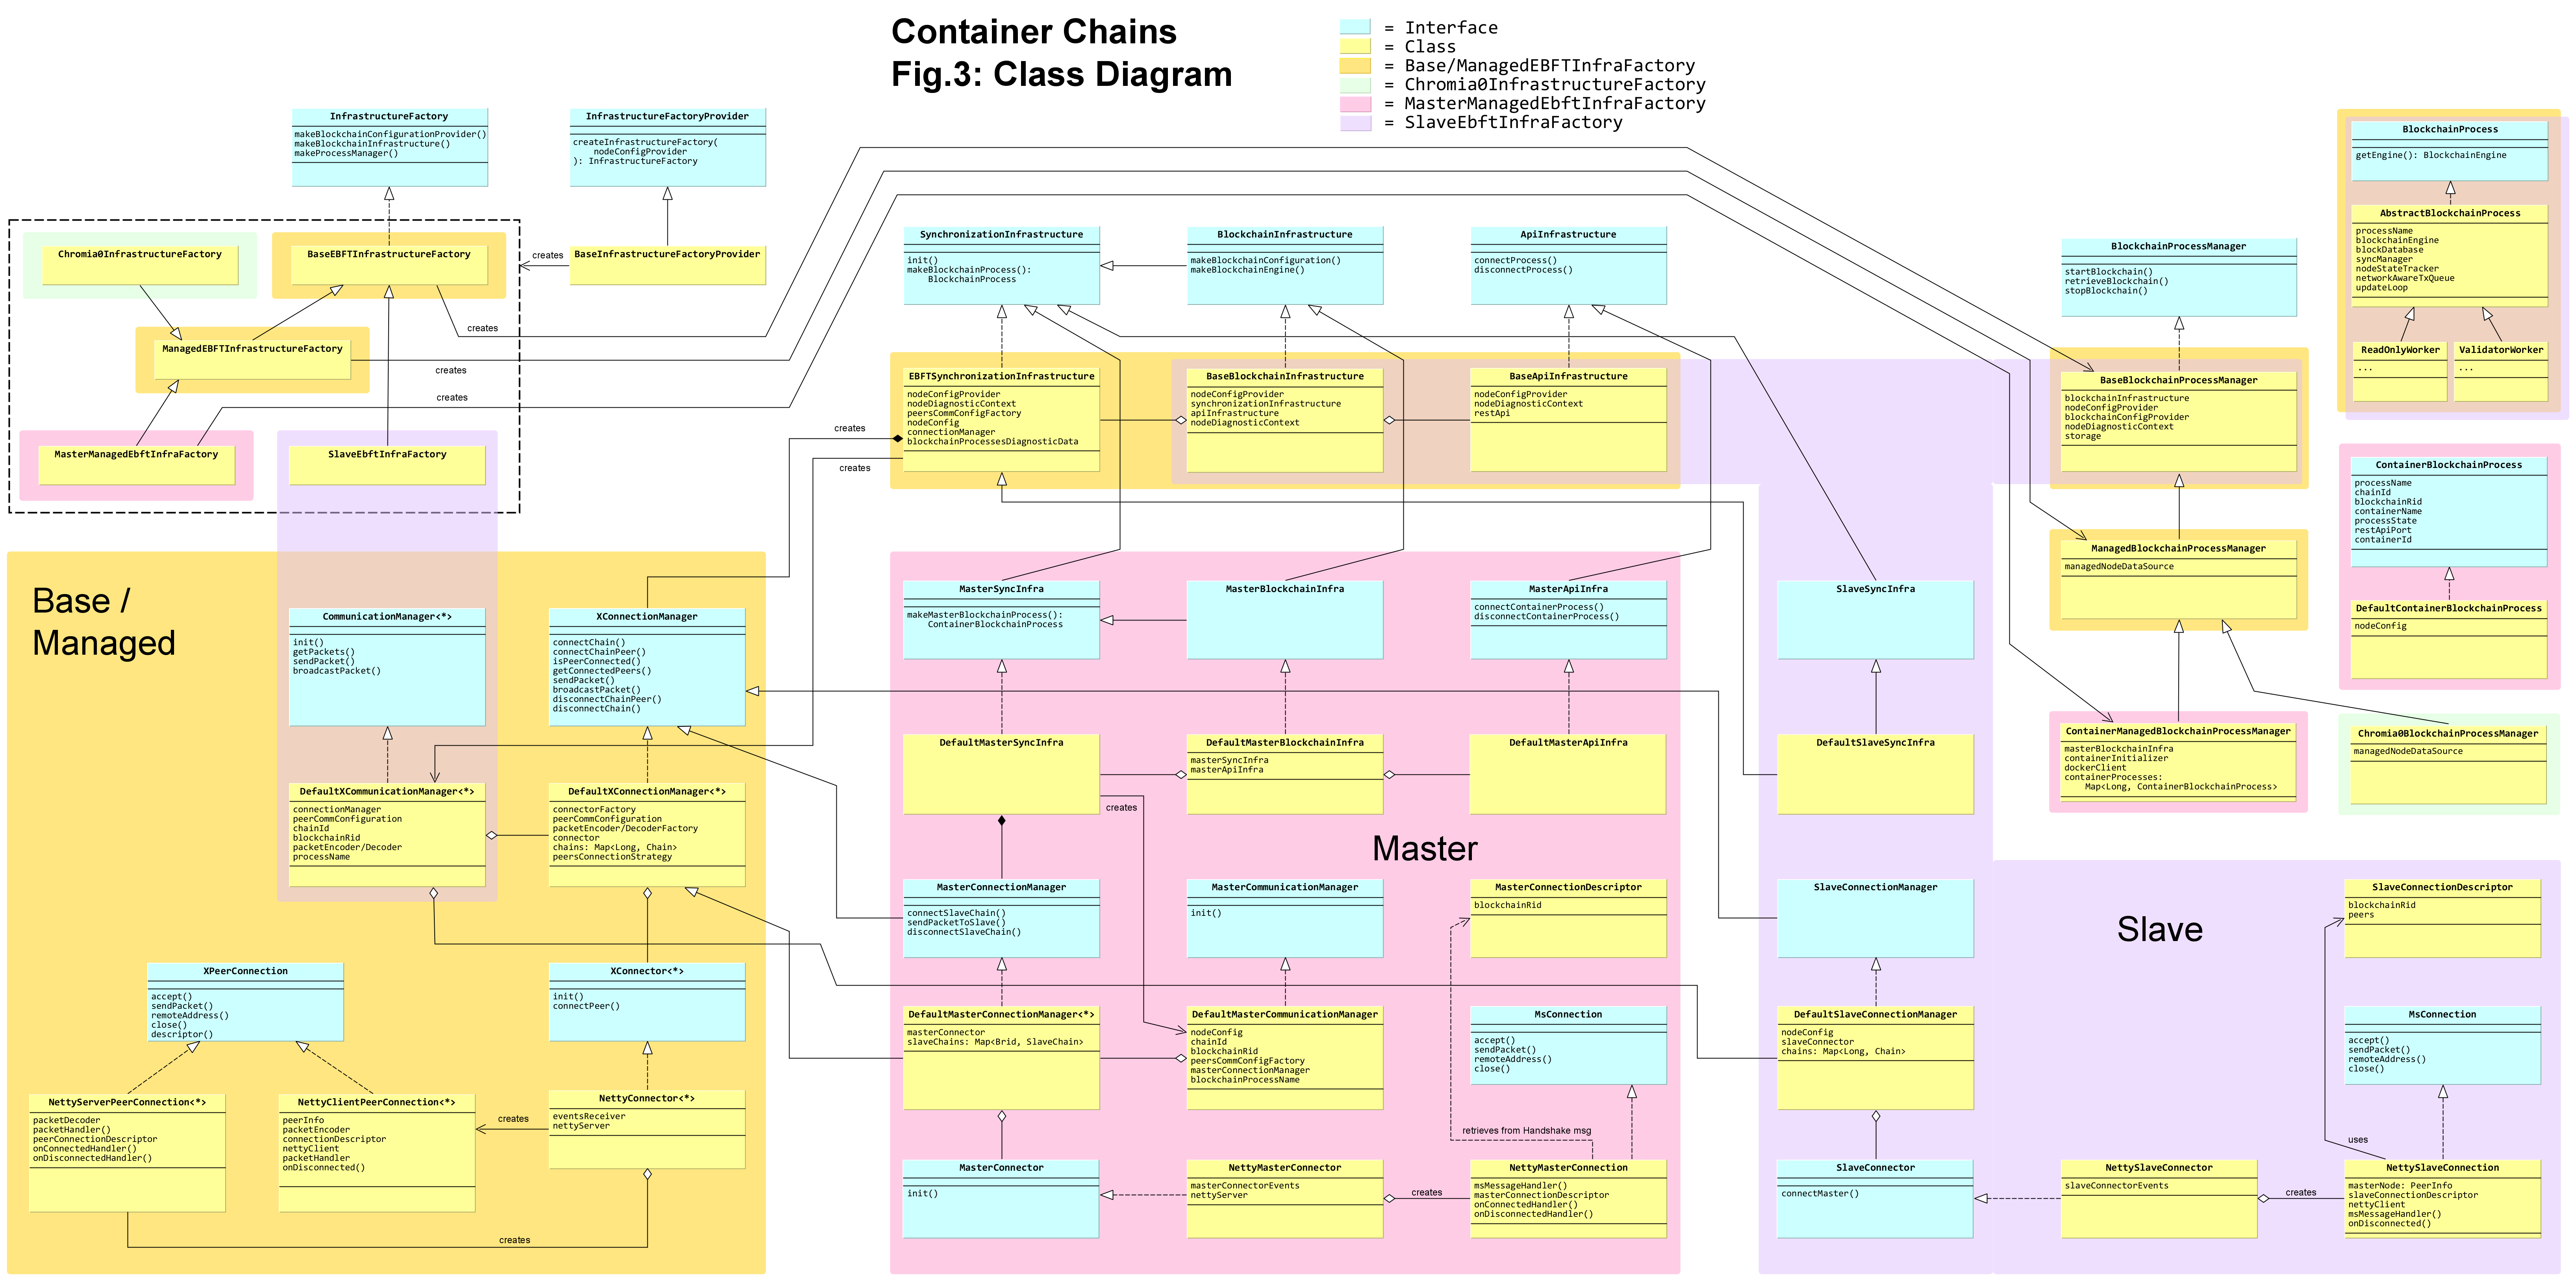 Container Chains
Fig.3: Class Diagram
= Interface
= Class
= Base/ManagedEBFTInfraFactory
= Chromia0InfrastructureFactory
= MasterManagedEbftInfraFactory
= SlaveEbftInfraFactory
InfrastructureFactory
makeBlockchainConfigurationProvider()
makeBlockchainInfrastructure()
makeProcessManager()
InfrastructureFactoryProvider
createInfrastructureFactory(
nodeConfigProvider
): InfrastructureFactory
Chromia0InfrastructureFactory
BaseEBFTInfrastructureFactory
creates
BaseInfrastructureFactoryProvider
ManagedEBFTInfrastructureFactory
creates
creates
creates
MasterManagedEbftInfraFactory
SlaveEbftInfraFactory
SynchronizationInfrastructure
init()
makeBlockchainProcess():
BlockchainProcess
BlockchainInfrastructure
makeBlockchainConfiguration()
makeBlockchainEngine()
ApiInfrastructure
connectProcess()
disconnectProcess()
BlockchainProcessManager
startBlockchain()
retrieveBlockchain()
stopBlockchain()
BlockchainProcess
getEngine(): BlockchainEngine
AbstractBlockchainProcess
processName
blockchainEngine
blockDatabase
syncManager
nodeStateTracker
networkAwareTxQueue
updateLoop
ReadOnlyWorker
...
ValidatorWorker
...
EBFTSynchronizationInfrastructure
nodeConfigProvider
nodeDiagnosticContext
peersCommConfigFactory
nodeConfig
connectionManager
blockchainProcessesDiagnosticData
creates
creates
BaseBlockchainInfrastructure
nodeConfigProvider
synchronizationInfrastructure
apiInfrastructure
nodeDiagnosticContext
BaseApiInfrastructure
nodeConfigProvider
nodeDiagnosticContext
restApi
BaseBlockchainProcessManager
blockchainInfrastructure
nodeConfigProvider
blockchainConfigProvider
nodeDiagnosticContext
storage
ContainerBlockchainProcess
processName
chainId
blockchainRid
containerName
processState
restApiPort
containerId
DefaultContainerBlockchainProcess
nodeConfig
ManagedBlockchainProcessManager
managedNodeDataSource
ContainerManagedBlockchainProcessManager
masterBlockchainInfra
containerInitializer
dockerClient
containerProcesses:
Map<Long, ContainerBlockchainProcess>
Chromia0BlockchainProcessManager
managedNodeDataSource
Base /
Managed
CommunicationManager<*>
init()
getPackets()
sendPacket()
broadcastPacket()
XConnectionManager
connectChain()
connectChainPeer()
isPeerConnected()
getConnectedPeers()
sendPacket()
broadcastPacket()
disconnectChainPeer()
disconnectChain()
DefaultXCommunicationManager<*>
connectionManager
peerCommConfiguration
chainId
blockchainRid
packetEncoder/Decoder
processName
DefaultXConnectionManager<*>
connectorFactory
peerCommConfiguration
packetEncoder/DecoderFactory
connector
chains: Map<Long, Chain>
peersConnectionStrategy
XPeerConnection
accept()
sendPacket()
remoteAddress()
close()
descriptor()
XConnector<*>
init()
connectPeer()
NettyServerPeerConnection<*>
packetDecoder
packetHandler()
peerConnectionDescriptor
onConnectedHandler()
onDisconnectedHandler()
NettyClientPeerConnection<*>
peerInfo
packetEncoder
connectionDescriptor
nettyClient
packetHandler
onDisconnected()
creates
NettyConnector<*>
eventsReceiver
nettyServer
creates
MasterSyncInfra
makeMasterBlockchainProcess():
ContainerBlockchainProcess
MasterBlockchainInfra
MasterApiInfra
connectContainerProcess()
disconnectContainerProcess()
DefaultMasterSyncInfra
creates
DefaultMasterBlockchainInfra
masterSyncInfra
masterApiInfra
DefaultMasterApiInfra
Master
MasterConnectionManager
connectSlaveChain()
sendPacketToSlave()
disconnectSlaveChain()
MasterCommunicationManager
init()
MasterConnectionDescriptor
blockchainRid
DefaultMasterConnectionManager<*>
masterConnector
slaveChains: Map<Brid, SlaveChain>
DefaultMasterCommunicationManager
nodeConfig
chainId
blockchainRid
peersCommConfigFactory
masterConnectionManager
blockchainProcessName
MsConnection
accept()
sendPacket()
remoteAddress()
close()
retrieves from Handshake msg
MasterConnector
init()
NettyMasterConnector
masterConnectorEvents
nettyServer
creates
NettyMasterConnection
msMessageHandler()
masterConnectionDescriptor
onConnectedHandler()
onDisconnectedHandler()
SlaveSyncInfra
DefaultSlaveSyncInfra
Slave
SlaveConnectionManager
SlaveConnectionDescriptor
blockchainRid
peers
DefaultSlaveConnectionManager
nodeConfig
slaveConnector
chains: Map<Long, Chain>
MsConnection
accept()
sendPacket()
remoteAddress()
close()
uses
SlaveConnector
connectMaster()
NettySlaveConnector
slaveConnectorEvents
creates
NettySlaveConnection
masterNode: PeerInfo
slaveConnectionDescriptor
nettyClient
msMessageHandler()
onDisconnected()